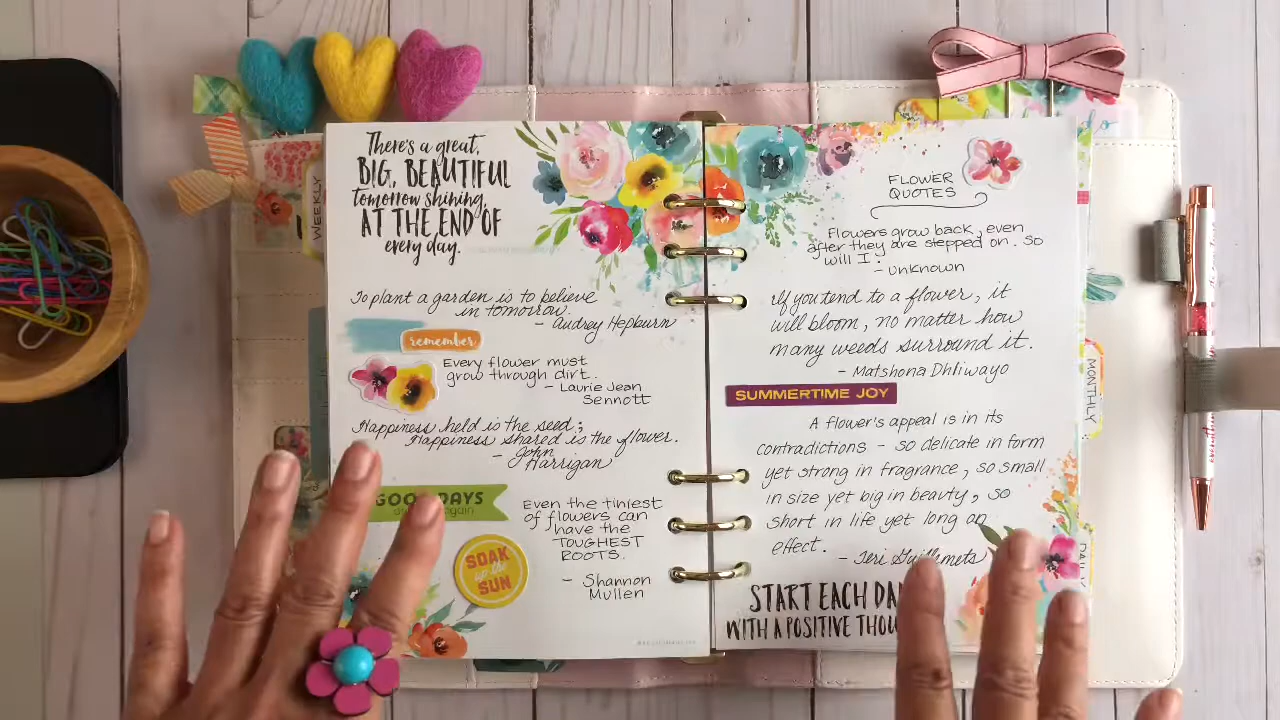 WEEKLY
There's a great,
BIG, BEAUTIFUL
tomorrow shining,
AT THE END OF
every day.
To plant a garden is to believe
in tomorrow.
- Audrey Hepburn
remember
Every flower must
grow through dirt.
- Laurie Jean
Sennott
Happiness held is the seed;
Happiness shared is the flower.
- John
Harrigan
GOOD DAYS
again
SOAK
up the
SUN
Even the tiniest
of flowers can
have the
TOUGHEST
ROOTS.
- Shannon
Mullen
FLOWER
QUOTES
Flowers grow back, even
after they are stepped on. So
will I.
- unknown
If you tend to a flower, it
will bloom, no matter how
many weeds surround it.
- Matshona Dhliwayo
SUMMERTIME JOY
A flower's appeal is in its
contradictions - so delicate in form
yet strong in fragrance, so small
in size yet big in beauty, so
short in life yet long on
effect.
- Teri Guillemets
START EACH DA
WITH A POSITIVE THOU
MONTHLY
DAILY